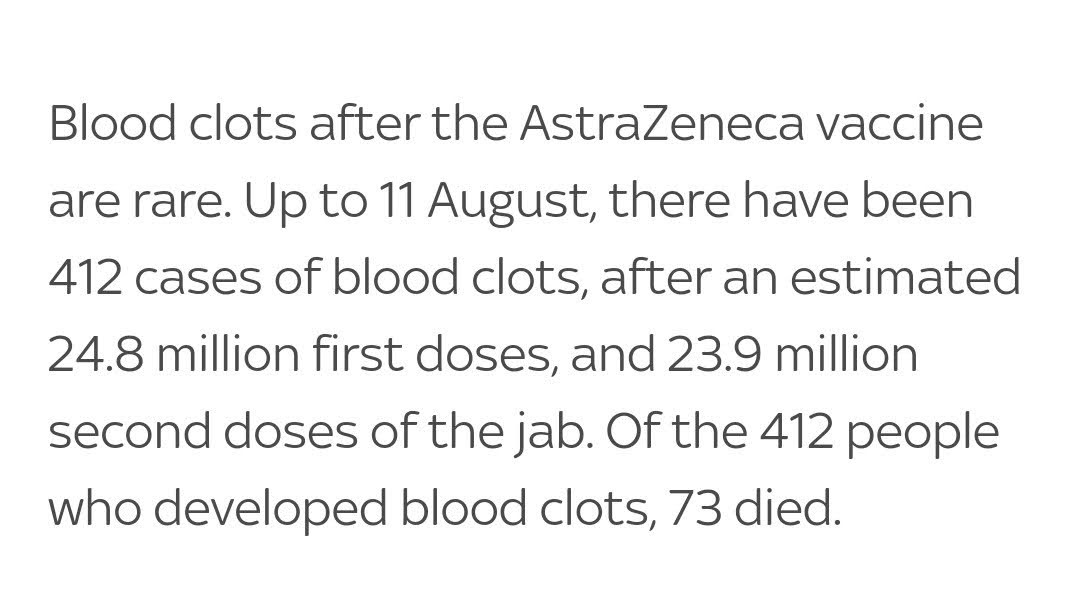 Blood clots after the AstraZeneca vaccine
are rare. Up to 11 August, there have been
412 cases of blood clots, after an estimated
24.8 million first doses, and 23.9 million
second doses of the jab. Of the 412 people
who developed blood clots, 73 died.